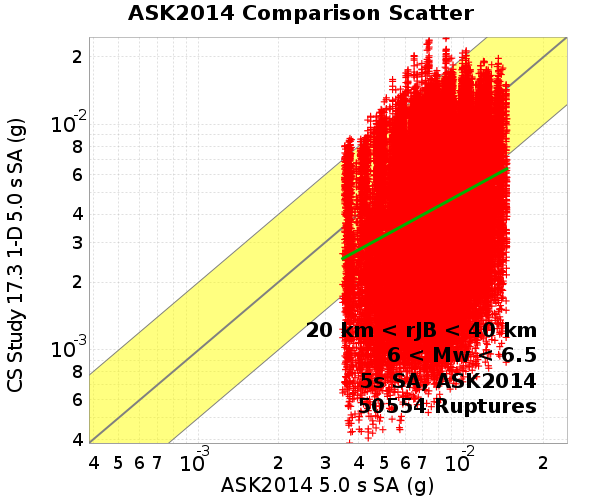 ASK2014 Comparison Scatter
CS Study 17.3 1-D 5.0 s SA (g)
2
10⁻²
8
6
4
3
2
10⁻³
8
6
4
20 km < rJB < 40 km
6 < Mw < 6.5
5s SA, ASK2014
50554 Ruptures
4 5 6 7 10⁻³ 2 3 4 5 6 7 10⁻² 2
ASK2014 5.0 s SA (g)